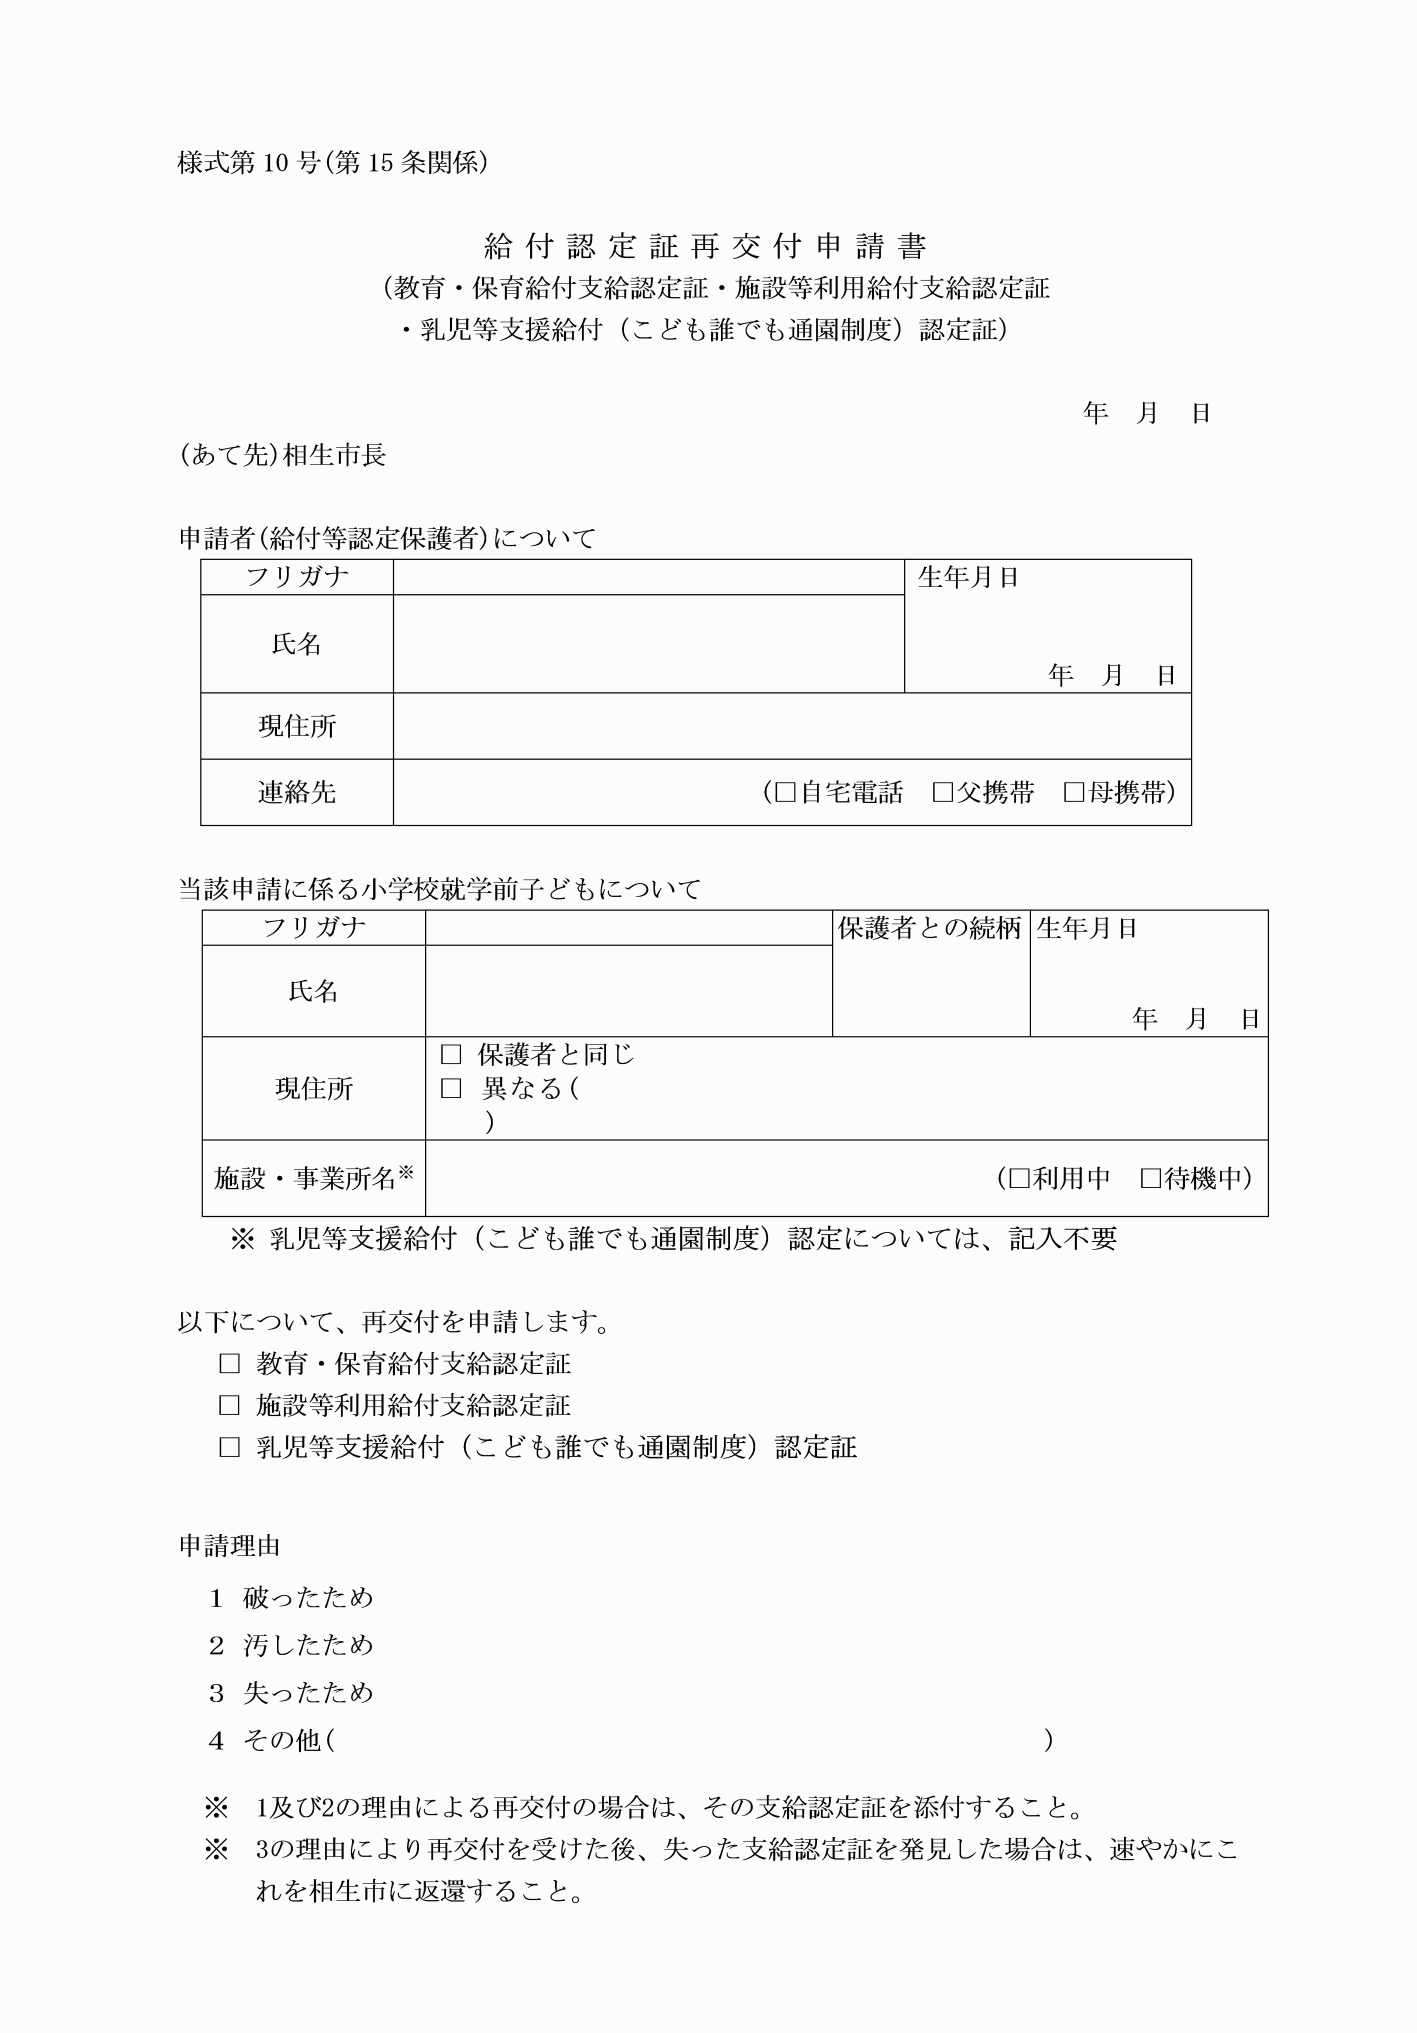 様式第 10 号(第 15 条関係)
給付認定証再交付申請書
(教育・保育給付支給認定証・施設等利用給付支給認定証
・乳児等支援給付（こども誰でも通園制度）認定証)
年　月　日
(あて先)相生市長
申請者(給付等認定保護者)について
フリガナ
生年月日
氏名
年　月　日
現住所
連絡先
(□自宅電話　□父携帯　□母携帯)
当該申請に係る小学校就学前子どもについて
フリガナ
保護者との続柄
生年月日
氏名
年　月　日
現住所
□ 保護者と同じ
□ 異なる(
)
施設・事業所名※
(□利用中　□待機中)
※ 乳児等支援給付（こども誰でも通園制度）認定については、記入不要
以下について、再交付を申請します。
□ 教育・保育給付支給認定証
□ 施設等利用給付支給認定証
□ 乳児等支援給付（こども誰でも通園制度）認定証
申請理由
1 破ったため
2 汚したため
3 失ったため
4 その他(　　　　　　　　　　)
※　1及び2の理由による再交付の場合は、その支給認定証を添付すること。
※　3の理由により再交付を受けた後、失った支給認定証を発見した場合は、速やかにこ
れを相生市に返還すること。